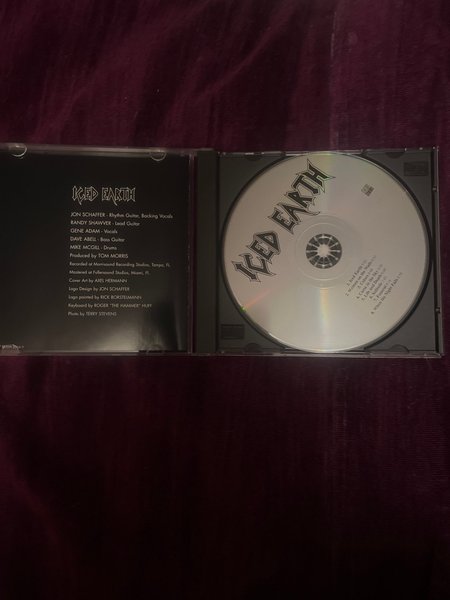 ICED EARTH
JON SCHAFFER - Rhythm Guitar, Backing Vocals
RANDY SHAWVER - Lead Guitar
GENE ADAM - Vocals
DAVE ABELL - Bass Guitar
MIKE MCGILL - Drums
Produced by TOM MORRIS
Recorded at Morrisound Recording Studios, Tampa, FL
Mastered at Fullersound Studios, Miami, FL
Cover Art by AXEL HERMANN
Logo Design by JON SCHAFFER
Logo painted by RICK BORSTELMANN
Keyboard by ROGER "THE HAMMER" HUFF
Photo by TERRY STEVENS
ICED EARTH